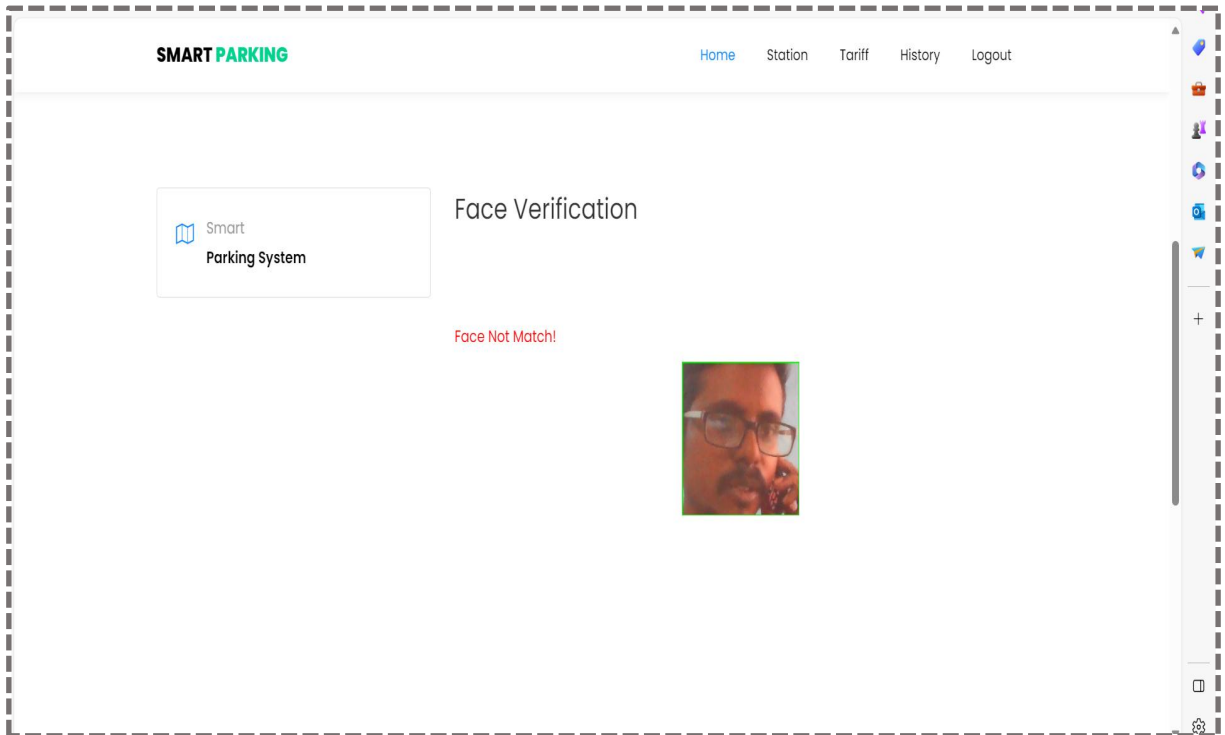 SMART PARKING
Home Station Tariff History Logout
Smart
Parking System
Face Verification
Face Not Match!